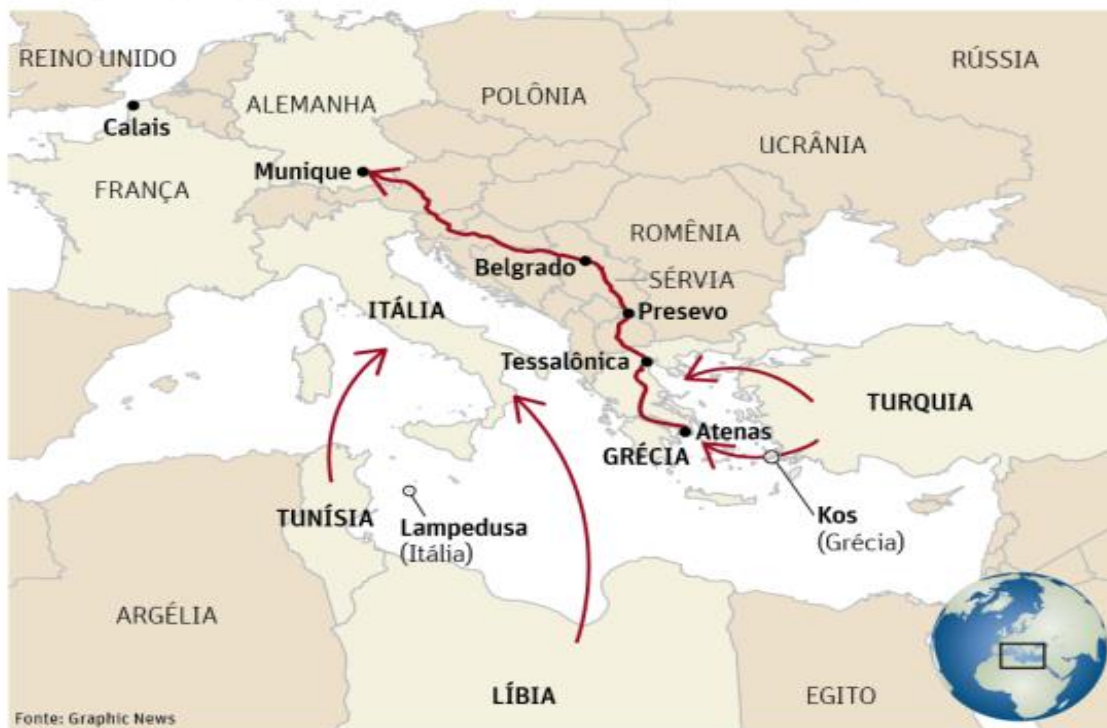 REINO UNIDO
RÚSSIA
ALEMANHA
POLÔNIA
Calais
UCRÂNIA
Munique
FRANÇA
ROMÊNIA
Belgrado
SÉRVIA
ITÁLIA
Presevo
Tessalônica
TURQUIA
Atenas
GRÉCIA
TUNÍSIA
Lampedusa
(Itália)
Kos
(Grécia)
ARGÉLIA
LÍBIA
EGITO
Fonte: Graphic News